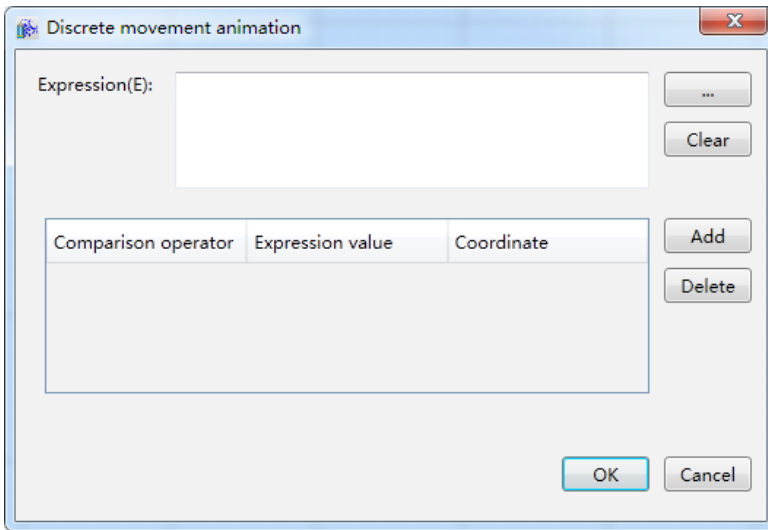 Discrete movement animation
Expression(E):
...
Clear
Comparison operator Expression value Coordinate
Add
Delete
OK Cancel